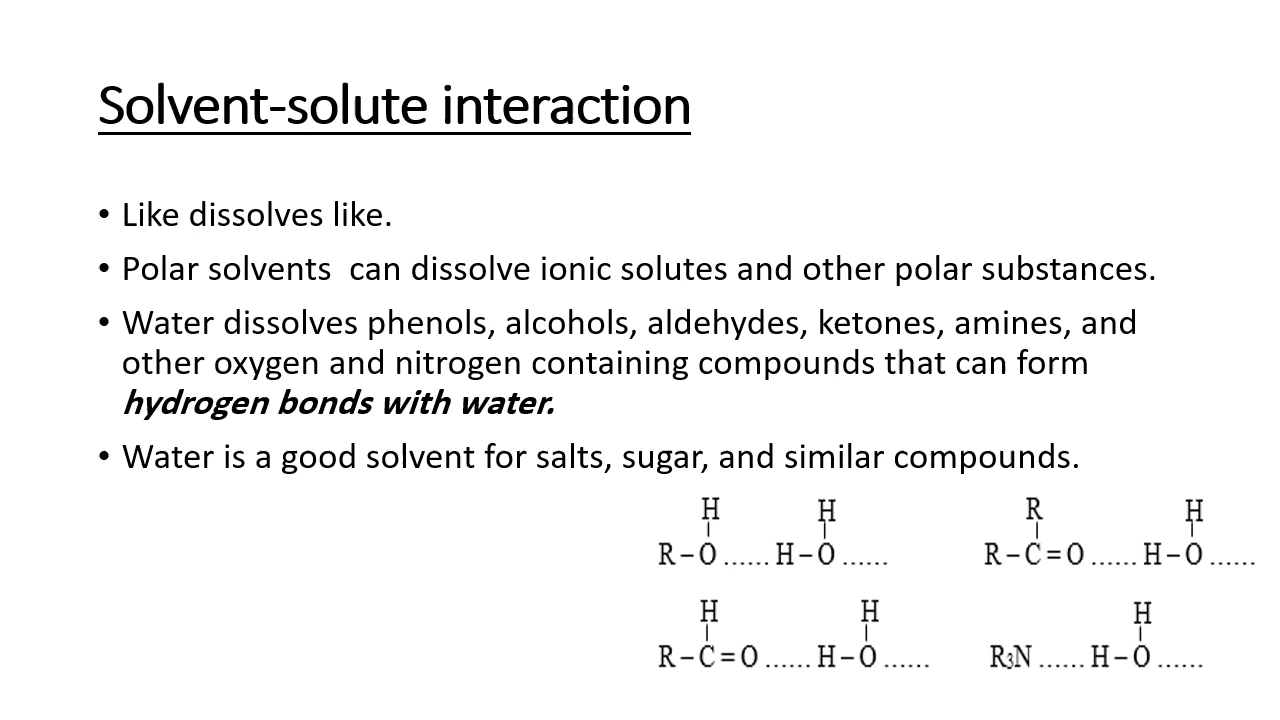 Solvent-solute interaction
• Like dissolves like.
• Polar solvents  can dissolve ionic solutes and other polar substances.
• Water dissolves phenols, alcohols, aldehydes, ketones, amines, and
other oxygen and nitrogen containing compounds that can form
hydrogen bonds with water.
• Water is a good solvent for salts, sugar, and similar compounds.
H H R H
R-O......H-O...... R-C=O......H-O......
H H H
R-C=O......H-O...... R₃N......H-O......